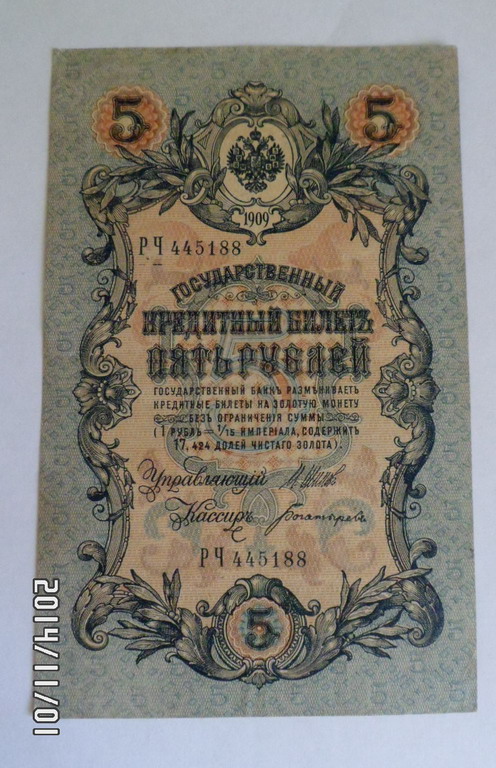 5 5
1909
РЧ 445188
ГОСУДАРСТВЕННЫЙ
КРЕДИТНЫЙ БИЛЕТЪ
ПЯТЬ РУБЛЕЙ
ГОСУДАРСТВЕННЫЙ БАНКЪ РАЗМѢНИВАЕТЪ
КРЕДИТНЫЕ БИЛЕТЫ НА ЗОЛОТУЮ МОНЕТУ
БЕЗЪ ОГРАНИЧЕНІЯ СУММЫ
(1 РУБЛЬ = 1/15 ИМПЕРІАЛА, СОДЕРЖИТЪ
17,424 ДОЛЕЙ ЧИСТАГО ЗОЛОТА).
Управляющій И. Шипов
Кассиръ Богатырев
РЧ 445188
5
2014/11/01